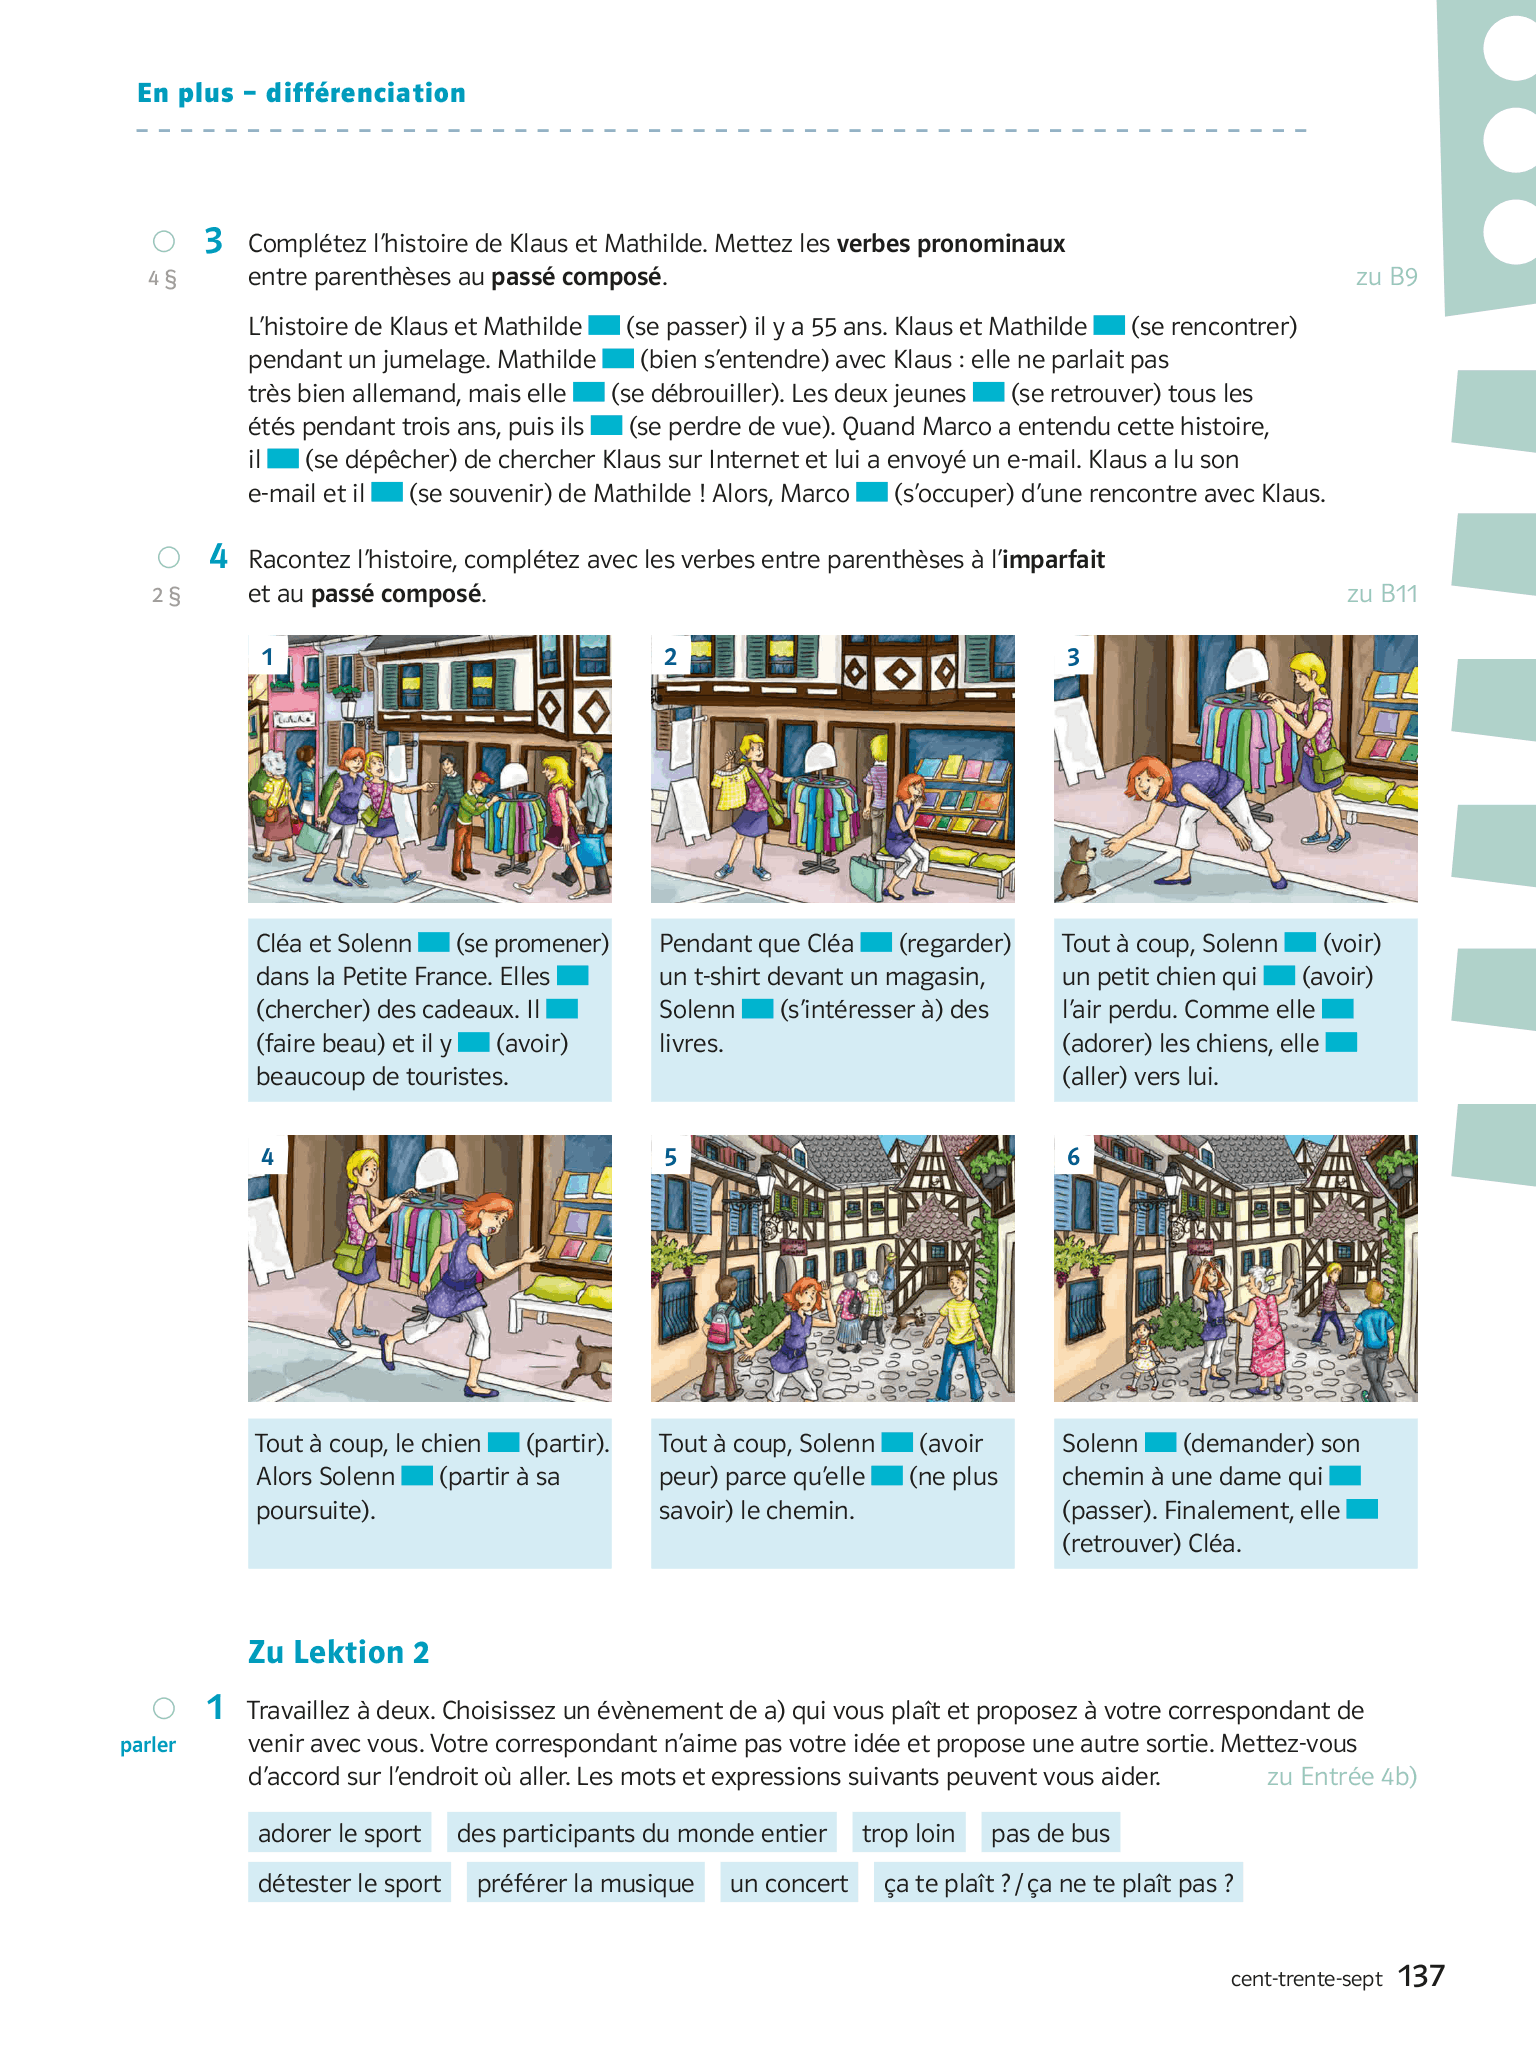 En plus – différenciation
3 Complétez l'histoire de Klaus et Mathilde. Mettez les verbes pronominaux
4 § entre parenthèses au passé composé. zu B9
L'histoire de Klaus et Mathilde (se passer) il y a 55 ans. Klaus et Mathilde (se rencontrer)
pendant un jumelage. Mathilde (bien s'entendre) avec Klaus : elle ne parlait pas
très bien allemand, mais elle (se débrouiller). Les deux jeunes (se retrouver) tous les
étés pendant trois ans, puis ils (se perdre de vue). Quand Marco a entendu cette histoire,
il (se dépêcher) de chercher Klaus sur Internet et lui a envoyé un e-mail. Klaus a lu son
e-mail et il (se souvenir) de Mathilde ! Alors, Marco (s'occuper) d'une rencontre avec Klaus.
4 Racontez l'histoire, complétez avec les verbes entre parenthèses à l'imparfait
2 § et au passé composé. zu B11
1
Cléa et Solenn (se promener)
dans la Petite France. Elles
(chercher) des cadeaux. Il
(faire beau) et il y (avoir)
beaucoup de touristes.
2
Pendant que Cléa (regarder)
un t-shirt devant un magasin,
Solenn (s'intéresser à) des
livres.
3
Tout à coup, Solenn (voir)
un petit chien qui (avoir)
l'air perdu. Comme elle
(adorer) les chiens, elle
(aller) vers lui.
4
Tout à coup, le chien (partir).
Alors Solenn (partir à sa
poursuite).
5
Tout à coup, Solenn (avoir
peur) parce qu'elle (ne plus
savoir) le chemin.
6
Solenn (demander) son
chemin à une dame qui
(passer). Finalement, elle
(retrouver) Cléa.
Zu Lektion 2
1 Travaillez à deux. Choisissez un évènement de a) qui vous plaît et proposez à votre correspondant de
parler venir avec vous. Votre correspondant n'aime pas votre idée et propose une autre sortie. Mettez-vous
d'accord sur l'endroit où aller. Les mots et expressions suivants peuvent vous aider. zu Entrée 4b)
adorer le sport des participants du monde entier trop loin pas de bus
détester le sport préférer la musique un concert ça te plaît ? / ça ne te plaît pas ?
cent-trente-sept 137